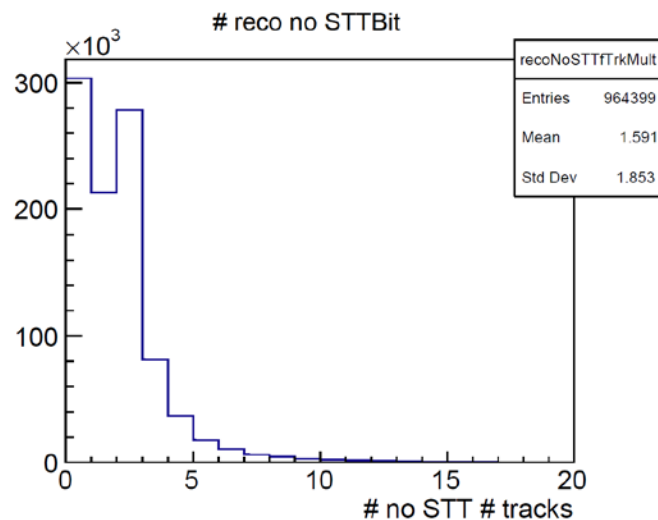 # reco no STTBit
×10³
recoNoSTTfTrkMult
Entries 964399
Mean 1.591
Std Dev 1.853
300
200
100
0
0 5 10 15 20
# no STT # tracks